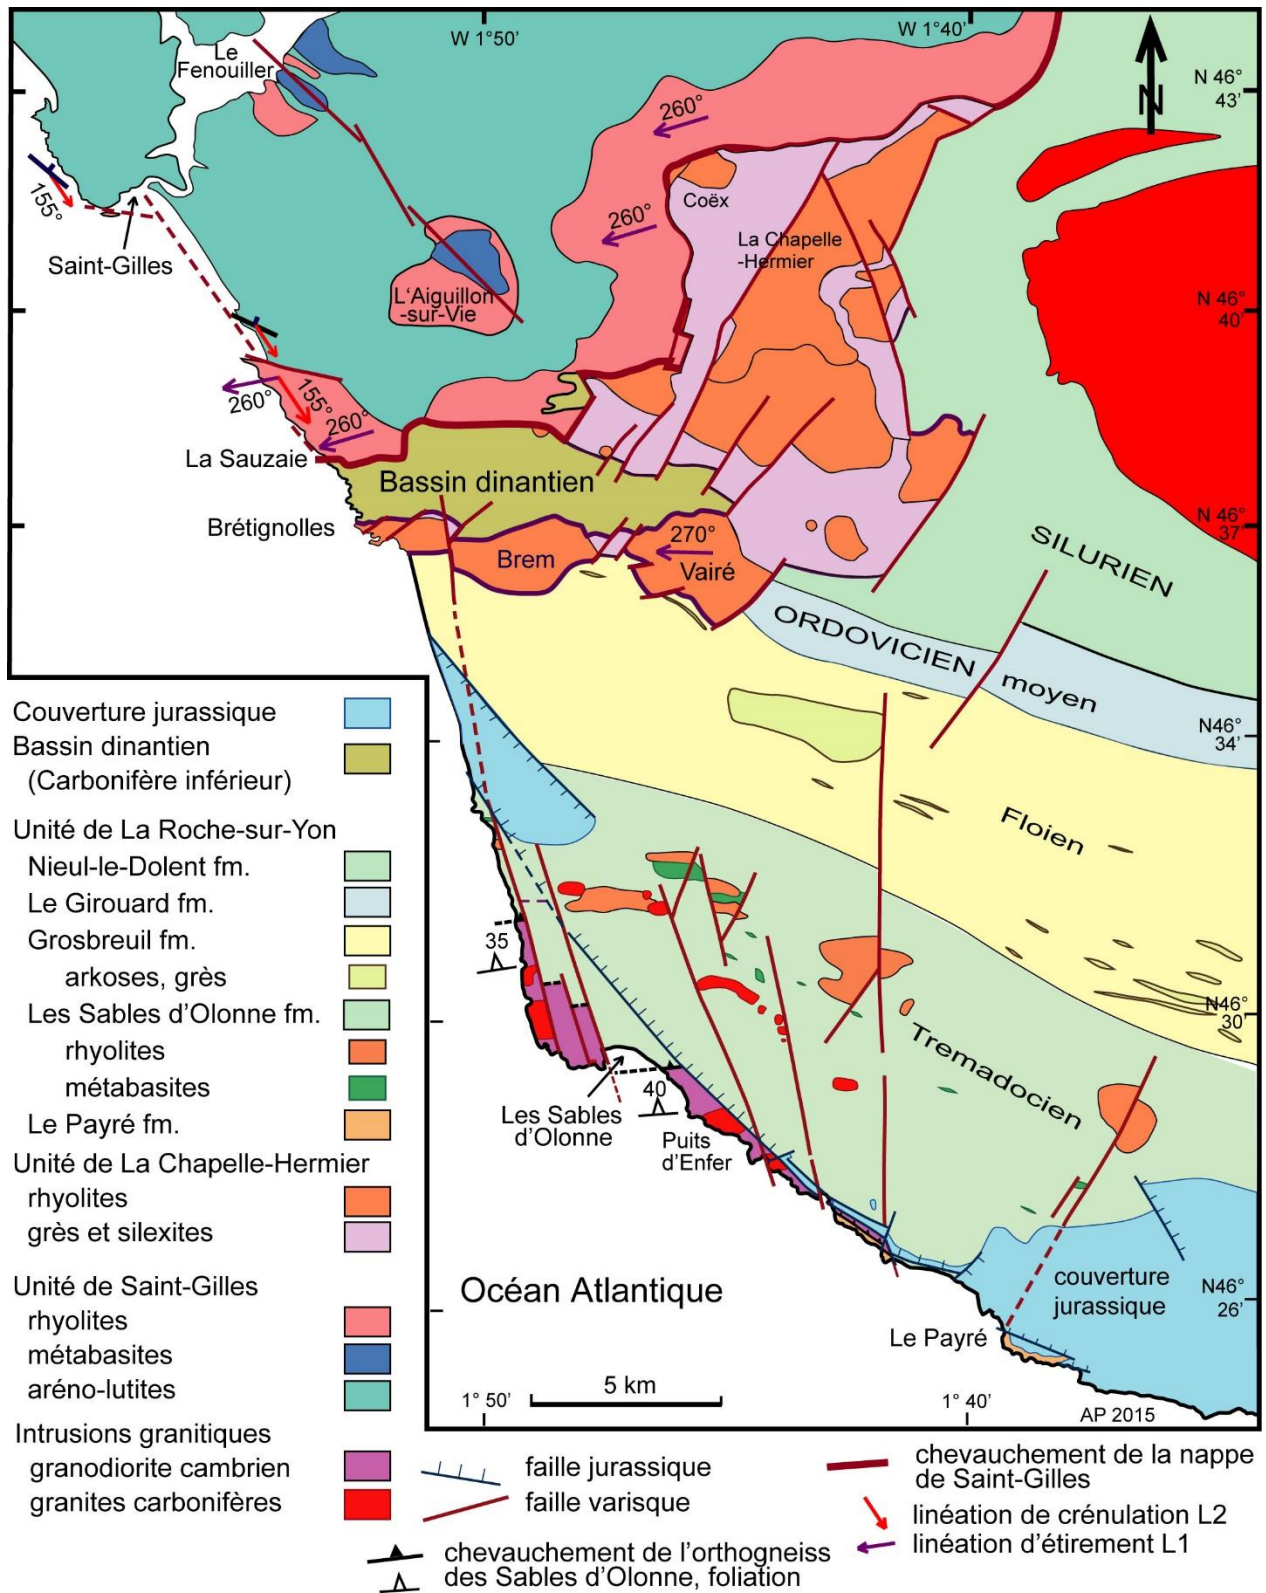 W 1°50’
W 1°40’
Le
Fenouiller
N
N 46°
43’
260°
155°
Coëx
260°
La Chapelle
-Hermier
Saint-Gilles
L‘Aiguillon
-sur-Vie
N 46°
40’
260°
155°
260°
La Sauzaie
Bassin dinantien
Brétignolles
Brem
270°
Vairé
N 46°
37’
SILURIEN
ORDOVICIEN moyen
N46°
34’
Floien
N46°
30’
Tremadocien
35
40
Les Sables
d’Olonne
Puits
d’Enfer
Océan Atlantique
couverture
jurassique
N46°
26’
Le Payré
5 km
1° 50’
1° 40’
AP 2015
Couverture jurassique
Bassin dinantien
(Carbonifère inférieur)
Unité de La Roche-sur-Yon
Nieul-le-Dolent fm.
Le Girouard fm.
Grosbreuil fm.
arkoses, grès
Les Sables d’Olonne fm.
rhyolites
métabasites
Le Payré fm.
Unité de La Chapelle-Hermier
rhyolites
grès et silexites
Unité de Saint-Gilles
rhyolites
métabasites
aréno-lutites
Intrusions granitiques
granodiorite cambrien
granites carbonifères
faille jurassique
faille varisque
chevauchement de l’orthogneiss
des Sables d’Olonne, foliation
chevauchement de la nappe
de Saint-Gilles
linéation de crénulation L2
linéation d’étirement L1